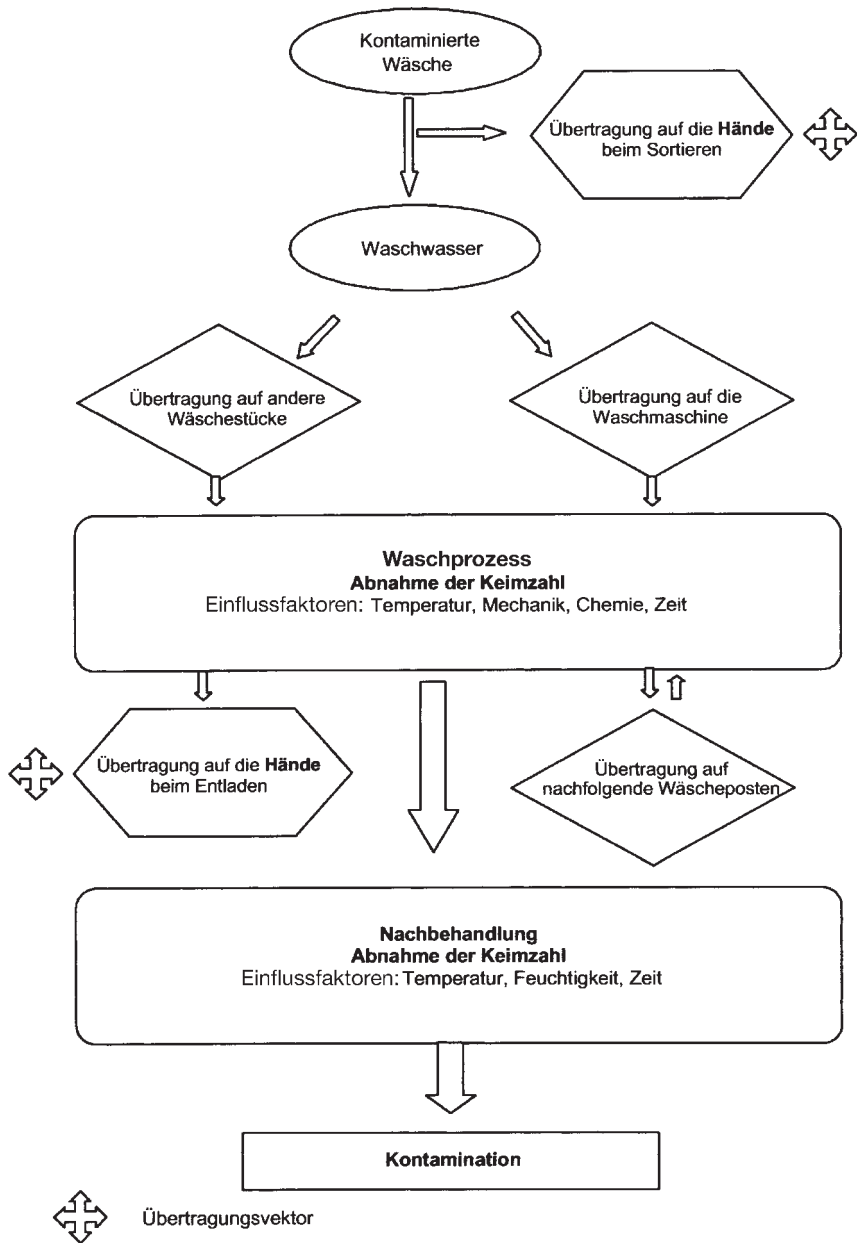 Kontaminierte
Wäsche
Übertragung auf die Hände
beim Sortieren
Waschwasser
Übertragung auf andere
Wäschestücke
Übertragung auf die
Waschmaschine
Waschprozess
Abnahme der Keimzahl
Einflussfaktoren: Temperatur, Mechanik, Chemie, Zeit
Übertragung auf die Hände
beim Entladen
Übertragung auf
nachfolgende Wäscheposten
Nachbehandlung
Abnahme der Keimzahl
Einflussfaktoren: Temperatur, Feuchtigkeit, Zeit
Kontamination
Übertragungsvektor